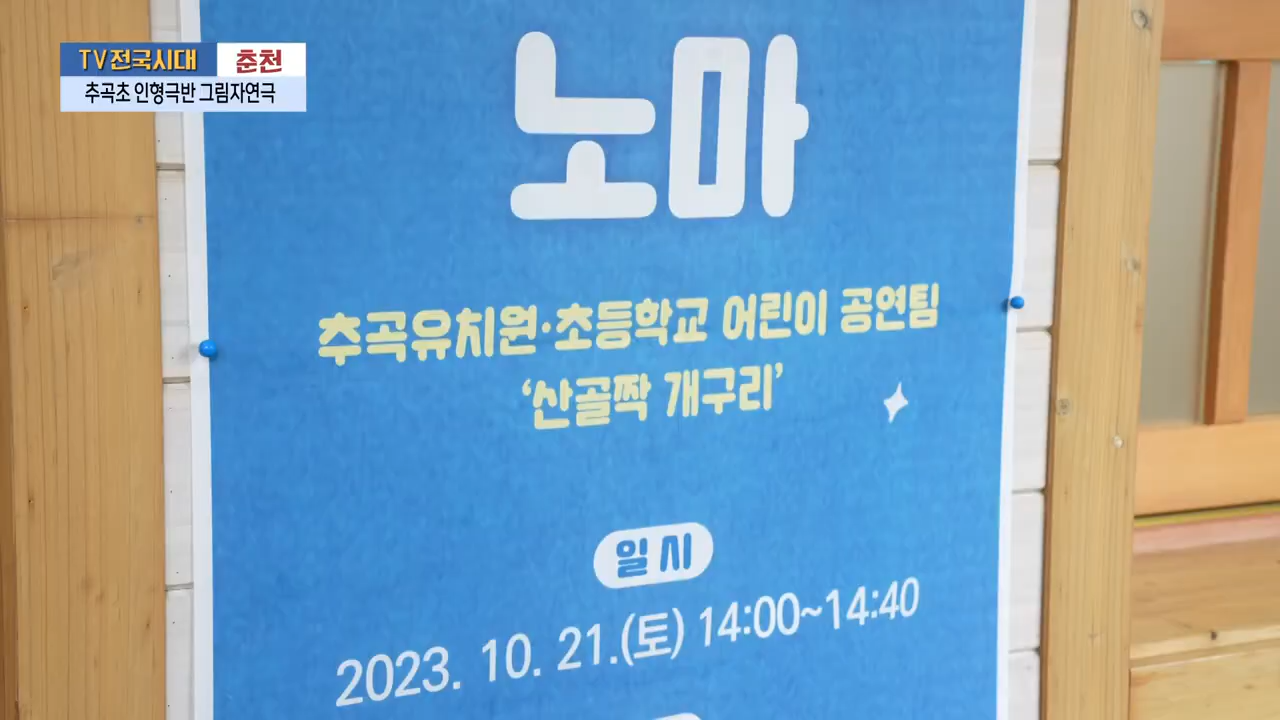 TV전국시대 춘천
추곡초 인형극반 그림자연극
노마
추곡유치원·초등학교 어린이 공연팀
‘산골짝 개구리’
일시
2023. 10. 21.(토) 14:00~14:40